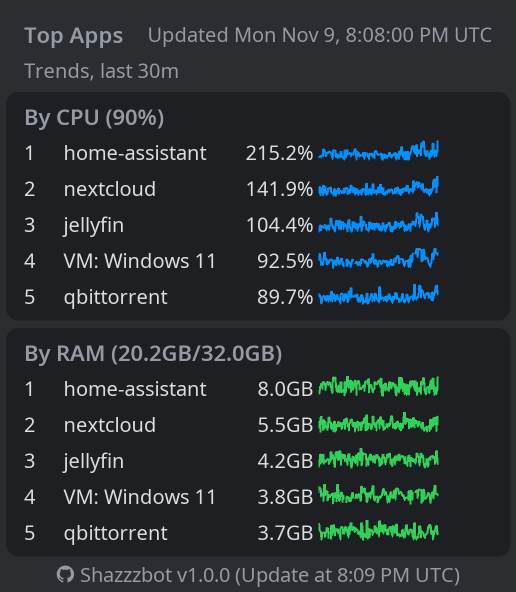 Top Apps Updated Mon Nov 9, 8:08:00 PM UTC
Trends, last 30m
By CPU (90%)
1 home-assistant 215.2%
2 nextcloud 141.9%
3 jellyfin 104.4%
4 VM: Windows 11 92.5%
5 qbittorrent 89.7%
By RAM (20.2GB/32.0GB)
1 home-assistant 8.0GB
2 nextcloud 5.5GB
3 jellyfin 4.2GB
4 VM: Windows 11 3.8GB
5 qbittorrent 3.7GB
Shazzzbot v1.0.0 (Update at 8:09 PM UTC)